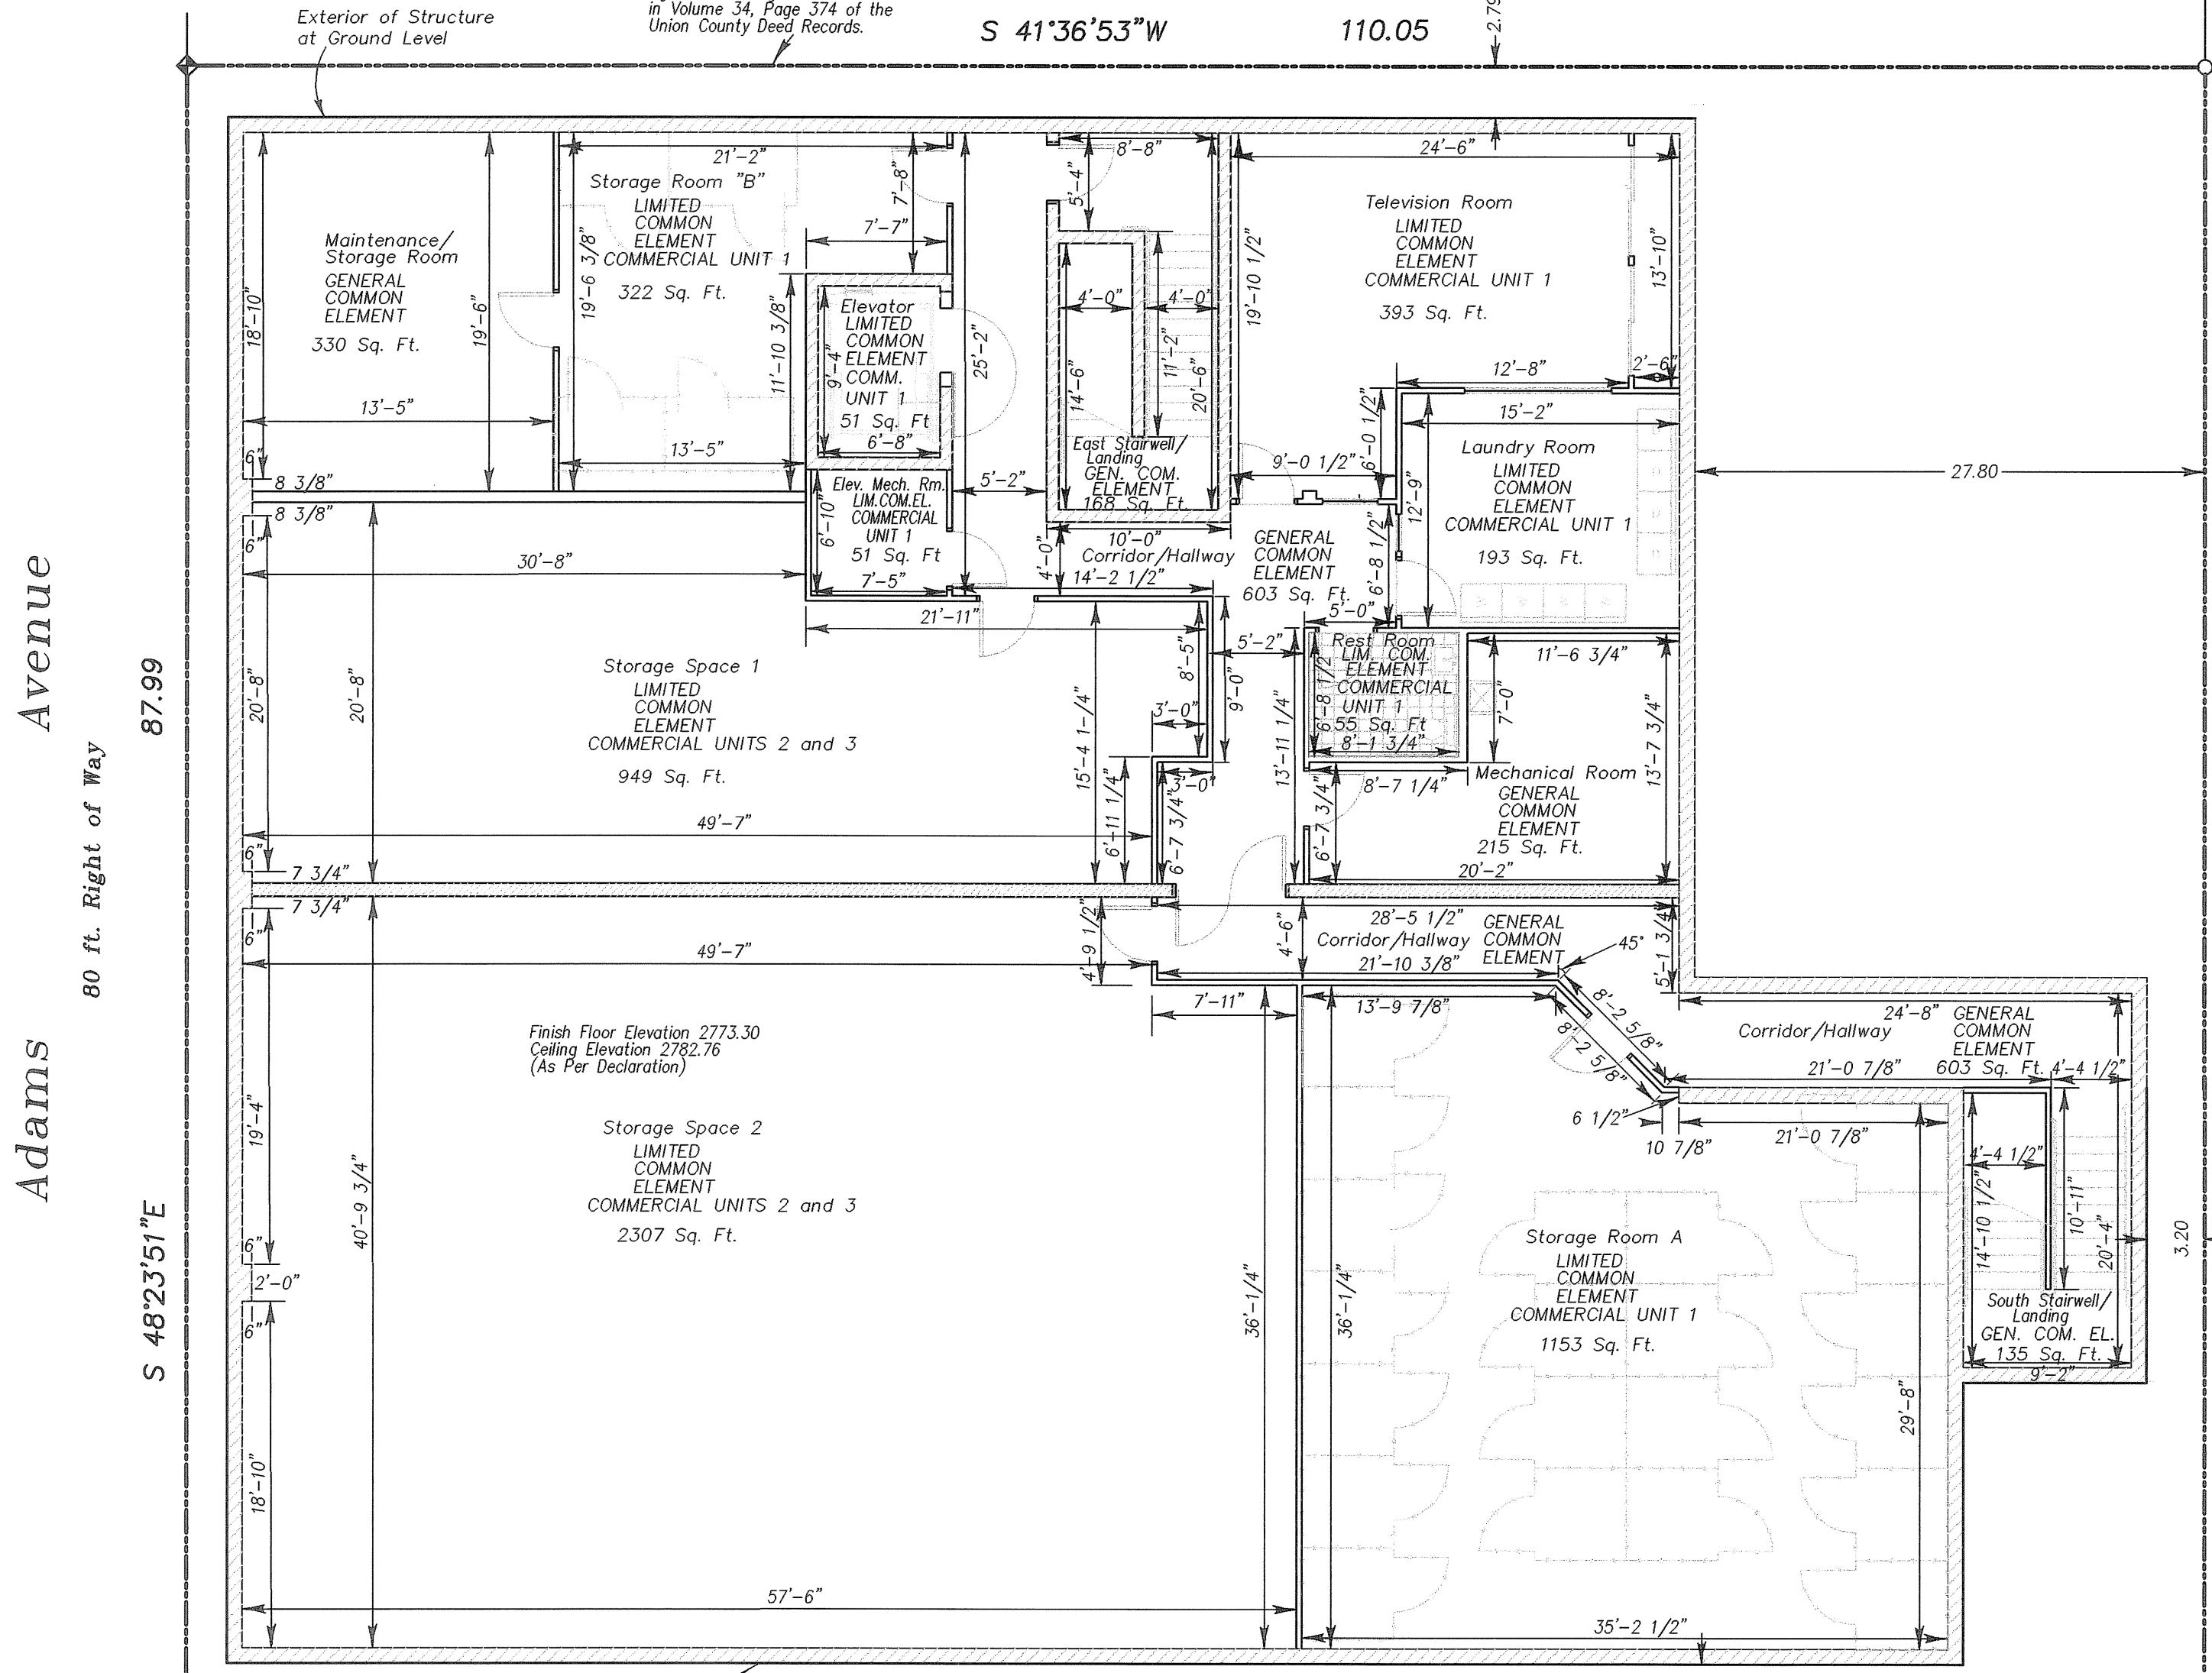 Exterior of Structure
at Ground Level
in Volume 34, Page 374 of the
Union County Deed Records.
S 41°36'53"W
110.05
2.79
Adams Avenue
80 ft. Right of Way
S 48°23'51"E
87.99
Maintenance/
Storage Room
GENERAL
COMMON
ELEMENT
330 Sq. Ft.
18'-10"
19'-6"
13'-5"
6"
8 3/8"
8 3/8"
6"
21'-2"
Storage Room "B"
LIMITED
COMMON
ELEMENT
COMMERCIAL UNIT 1
322 Sq. Ft.
19'-6 3/8"
7'-8"
7'-7"
11'-10 3/8"
13'-5"
Elevator
LIMITED
COMMON
ELEMENT
COMM.
UNIT 1
51 Sq. Ft
9'-4"
6'-8"
Elev. Mech. Rm.
LIM.COM.EL.
COMMERCIAL
UNIT 1
51 Sq. Ft
6'-10"
7'-5"
25'-2"
5'-2"
8'-8"
5'-4"
4'-0"
4'-0"
14'-6"
11'-2"
20'-6"
East Stairwell/
Landing
GEN. COM.
ELEMENT
168 Sq. Ft.
10'-0"
4'-0"
Corridor/Hallway
14'-2 1/2"
GENERAL
COMMON
ELEMENT
603 Sq. Ft.
24'-6"
Television Room
LIMITED
COMMON
ELEMENT
COMMERCIAL UNIT 1
393 Sq. Ft.
19'-10 1/2"
13'-10"
12'-8"
2'-6"
6'-0 1/2"
9'-0 1/2"
15'-2"
Laundry Room
LIMITED
COMMON
ELEMENT
COMMERCIAL UNIT 1
193 Sq. Ft.
12'-9"
6'-8 1/2"
27.80
30'-8"
21'-11"
Storage Space 1
LIMITED
COMMON
ELEMENT
COMMERCIAL UNITS 2 and 3
949 Sq. Ft.
20'-8"
20'-8"
49'-7"
15'-4 1-/4"
8'-5"
9'-0"
3'-0"
3'-0"
6'-11 1/4"
6'-7 3/4"
6"
7 3/4"
7 3/4"
6"
5'-2"
5'-0"
13'-11 1/4"
Rest Room
LIM. COM.
ELEMENT
COMMERCIAL
UNIT 1
55 Sq. Ft
6'-8 1/2"
8'-1 3/4"
8'-7 1/4"
11'-6 3/4"
7'-0"
13'-7 3/4"
Mechanical Room
GENERAL
COMMON
ELEMENT
215 Sq. Ft.
6'-7 3/4"
20'-2"
49'-7"
4'-9 1/2"
4'-6"
28'-5 1/2"
Corridor/Hallway
GENERAL
COMMON
ELEMENT
21'-10 3/8"
45°
5'-1 3/4"
7'-11"
13'-9 7/8"
8'-2 5/8"
8'-2 5/8"
24'-8"
Corridor/Hallway
GENERAL
COMMON
ELEMENT
603 Sq. Ft.
21'-0 7/8"
4'-4 1/2"
6 1/2"
10 7/8"
21'-0 7/8"
Finish Floor Elevation 2773.30
Ceiling Elevation 2782.76
(As Per Declaration)
Storage Space 2
LIMITED
COMMON
ELEMENT
COMMERCIAL UNITS 2 and 3
2307 Sq. Ft.
19'-4"
40'-9 3/4"
6"
2'-0"
6"
18'-10"
57'-6"
36'-1/4"
36'-1/4"
Storage Room A
LIMITED
COMMON
ELEMENT
COMMERCIAL UNIT 1
1153 Sq. Ft.
29'-8"
35'-2 1/2"
4'-4 1/2"
14'-10 1/2"
10'-11"
20'-4"
South Stairwell/
Landing
GEN. COM. EL.
135 Sq. Ft.
9'-2"
3.20